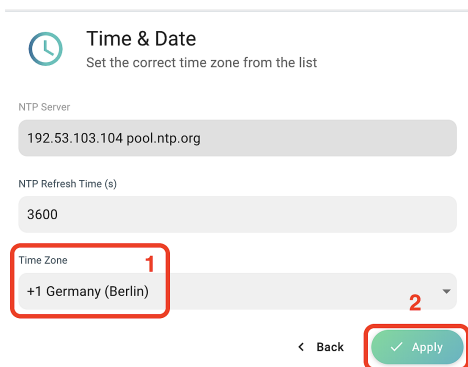 Time & Date
Set the correct time zone from the list
NTP Server
192.53.103.104 pool.ntp.org
NTP Refresh Time (s)
3600
Time Zone
1
+1 Germany (Berlin)
2
Back
Apply